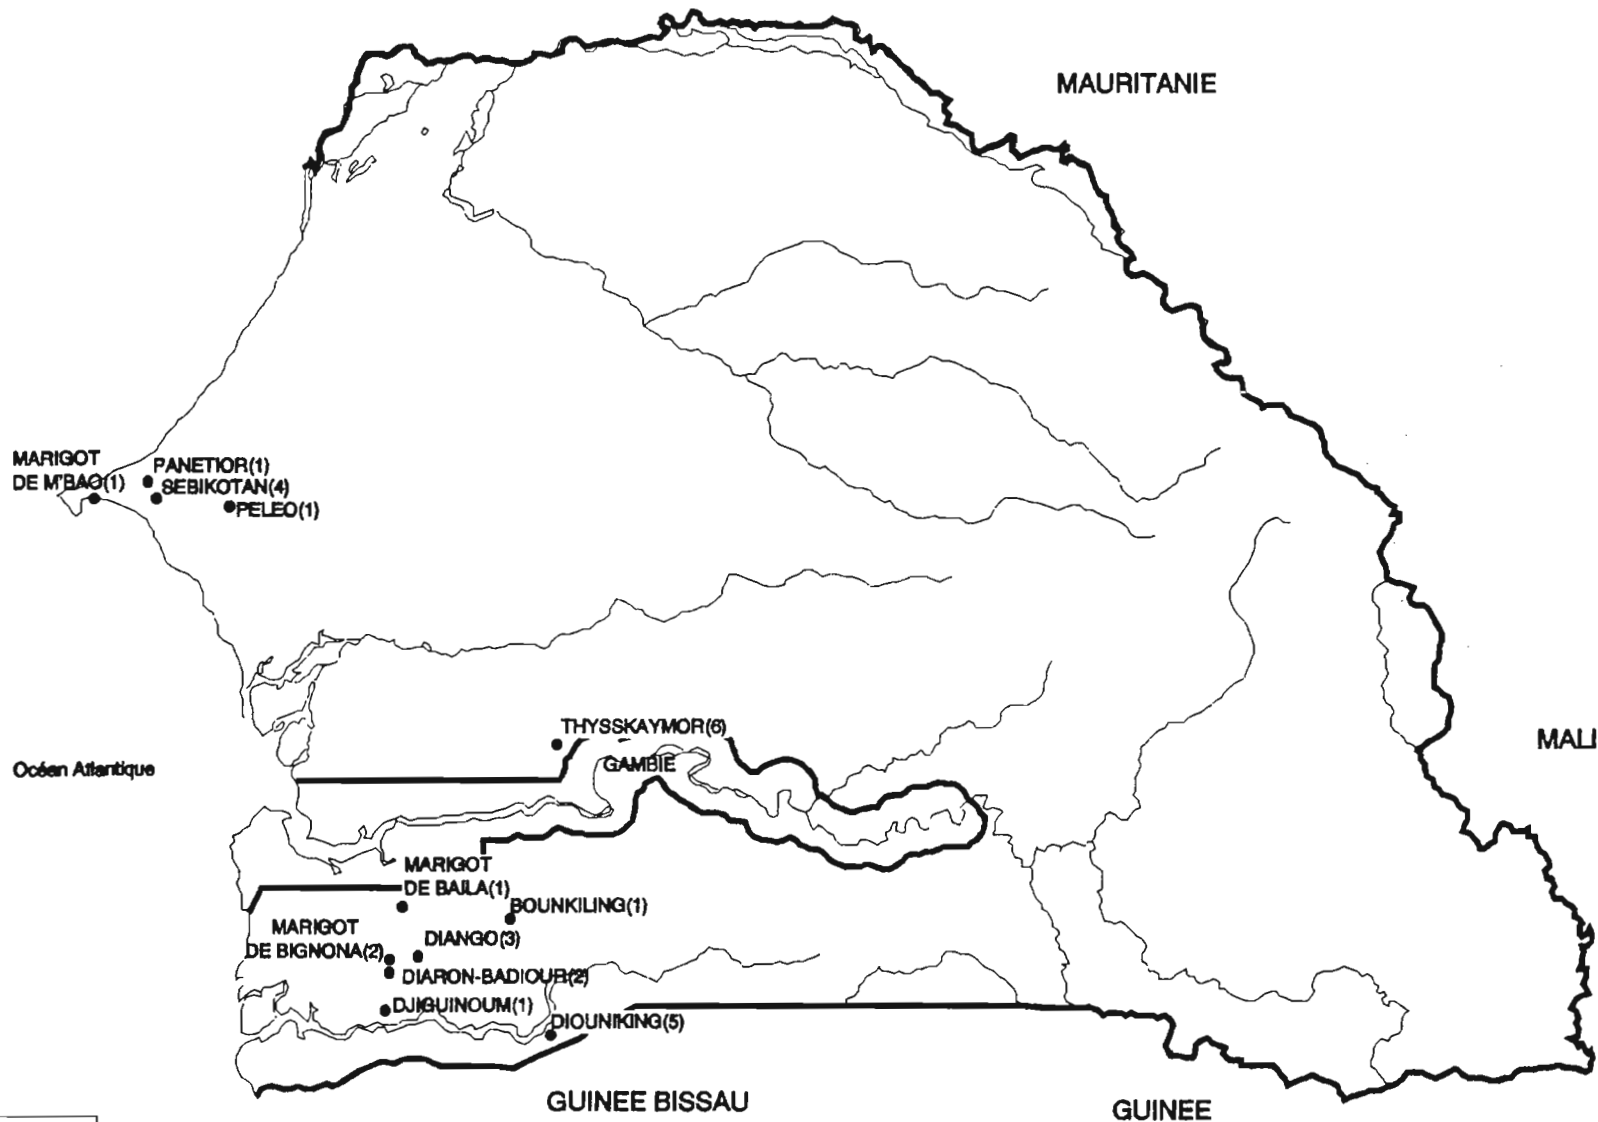 MAURITANIE
MARIGOT
DE M'BAO(1)
PANETIOR(1)
SEBIKOTAN(4)
PELEO(1)
THYSSKAYMOR(6)
MALI
GAMBIE
Océan Atlantique
MARIGOT
DE BAILA(1)
BOUNKILING(1)
MARIGOT
DE BIGNONA(2)
DIANGO(3)
DIARON-BADIOUR(2)
DJIGUINOUM(1)
DIOUNIKING(5)
GUINEE BISSAU
GUINEE